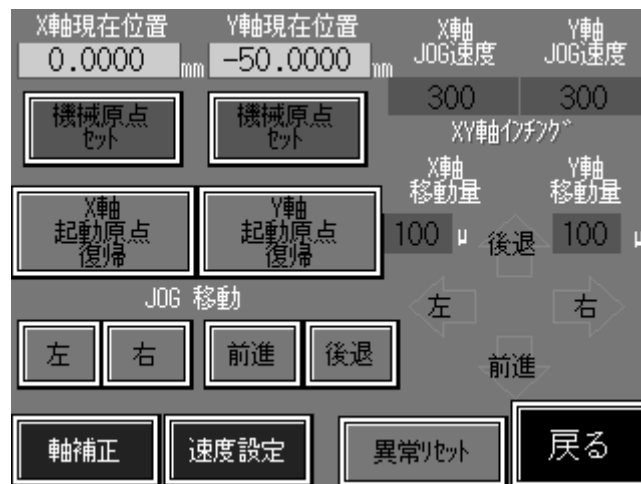 X軸現在位置 Y軸現在位置 X軸 Y軸
JOG速度 JOG速度
0.0000 mm -50.0000 mm
300 300
機械原点 機械原点
セット セット
XY軸インチング
X軸 Y軸
移動量 移動量
X軸 Y軸
起動原点 起動原点
復帰 復帰
100 μ 100 μ
後退
JOG 移動
左 右
左 右 前進 後退
前進
軸補正 速度設定 異常リセット 戻る